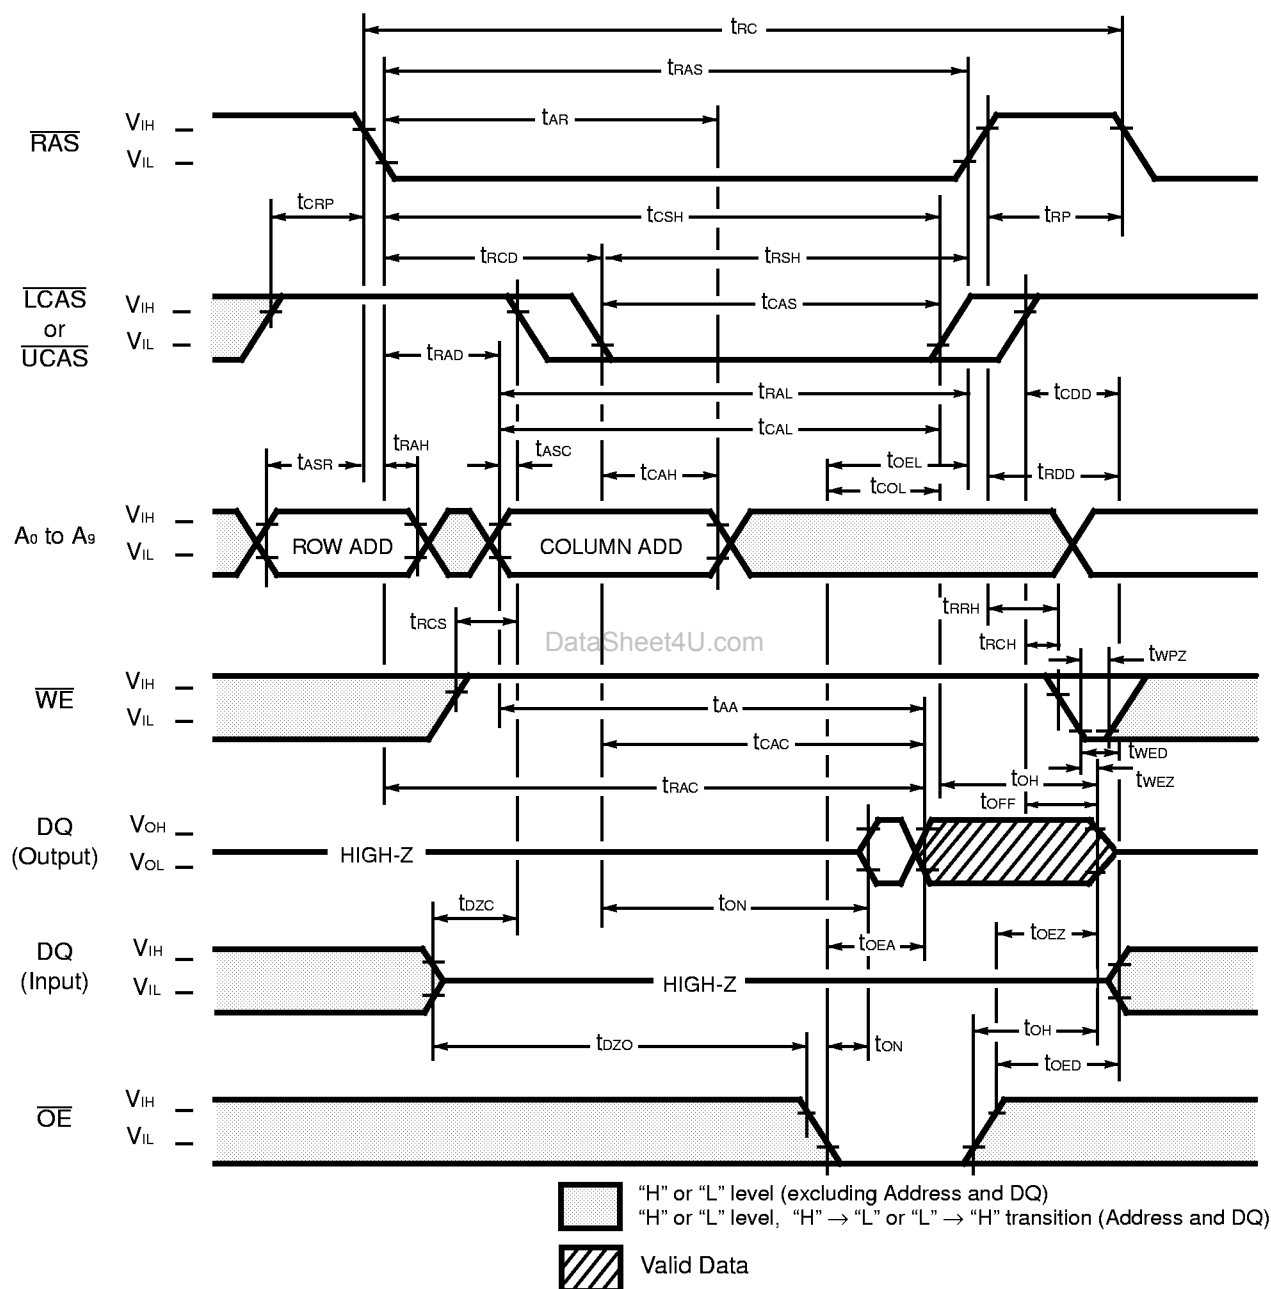 tRC
tRAS
tAR
RAS
VIH
VIL
tCRP
tCSH
tRP
tRCD
tRSH
LCAS
or
UCAS
VIH
VIL
tCAS
tRAD
tRAL
tCDD
tCAL
tASR
tRAH
tASC
tCAH
tOEL
tCOL
tRDD
A0 to A9
VIH
VIL
ROW ADD
COLUMN ADD
tRCS
DataSheet4U.com
tRRH
tRCH
tWPZ
WE
VIH
VIL
tAA
tCAC
tWED
tRAC
tOH
tWEZ
tOFF
DQ
(Output)
VOH
VOL
HIGH-Z
tDZC
tON
tOEA
tOEZ
DQ
(Input)
VIH
VIL
HIGH-Z
tDZO
tON
tOH
tOED
OE
VIH
VIL
“H” or “L” level (excluding Address and DQ)
“H” or “L” level, “H” → “L” or “L” → “H” transition (Address and DQ)
Valid Data